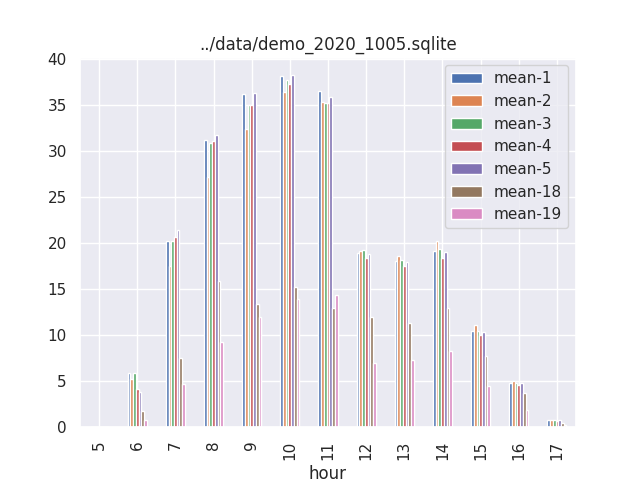 ../data/demo_2020_1005.sqlite
40
35
30
25
20
15
10
5
0
mean-1
mean-2
mean-3
mean-4
mean-5
mean-18
mean-19
5 6 7 8 9 10 11 12 13 14 15 16 17
hour